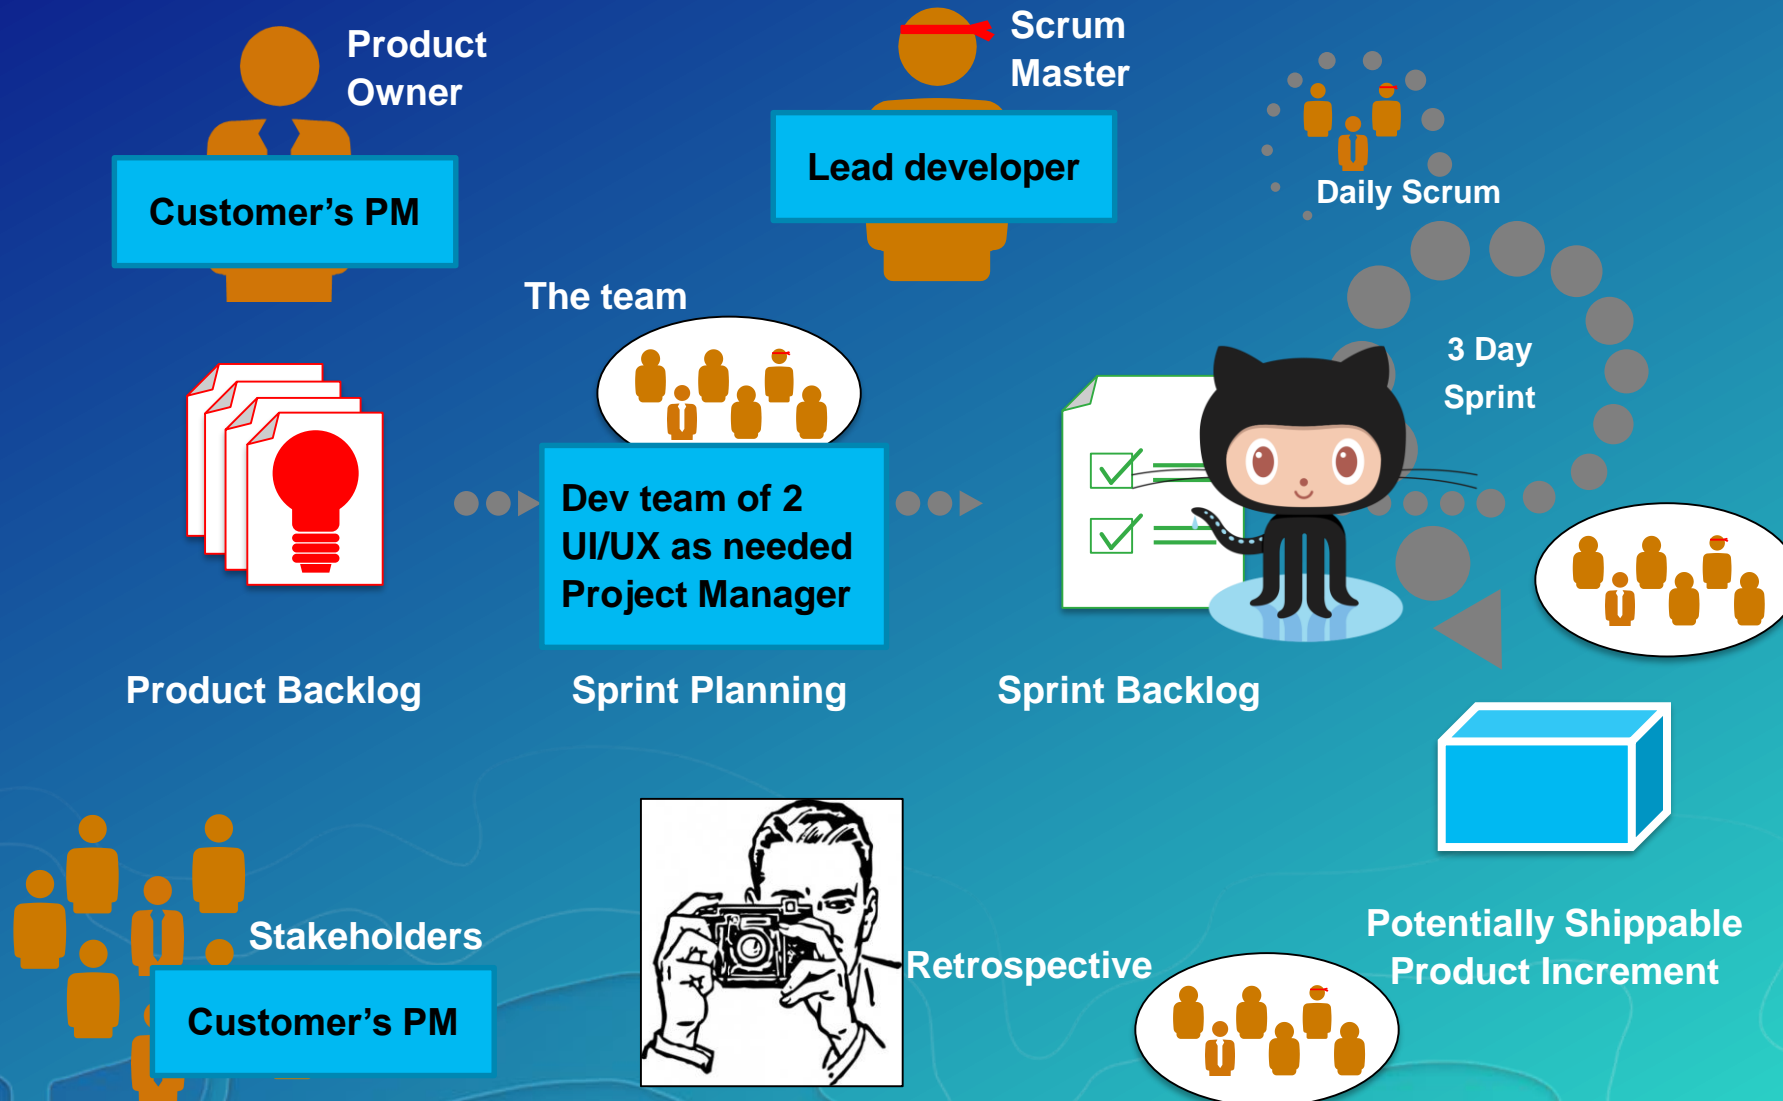 Product
Owner
Customer’s PM
Scrum
Master
Lead developer
Daily Scrum
The team
3 Day
Sprint
Dev team of 2
UI/UX as needed
Project Manager
Product Backlog
Sprint Planning
Sprint Backlog
Stakeholders
Customer’s PM
Retrospective
Potentially Shippable
Product Increment